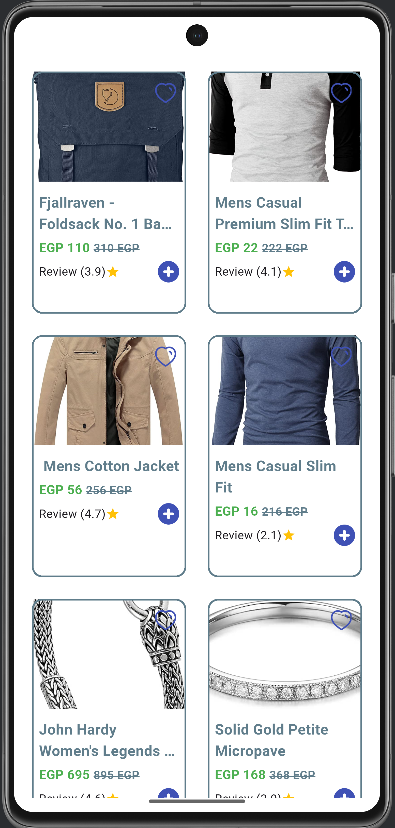 Fjallraven -
Foldsack No. 1 Ba...
EGP 110 310 EGP
Review (3.9)
Mens Casual
Premium Slim Fit T...
EGP 22 222 EGP
Review (4.1)
Mens Cotton Jacket
EGP 56 256 EGP
Review (4.7)
Mens Casual Slim
Fit
EGP 16 216 EGP
Review (2.1)
John Hardy
Women's Legends ...
EGP 695 895 EGP
Review (4.6)
Solid Gold Petite
Micropave
EGP 168 368 EGP